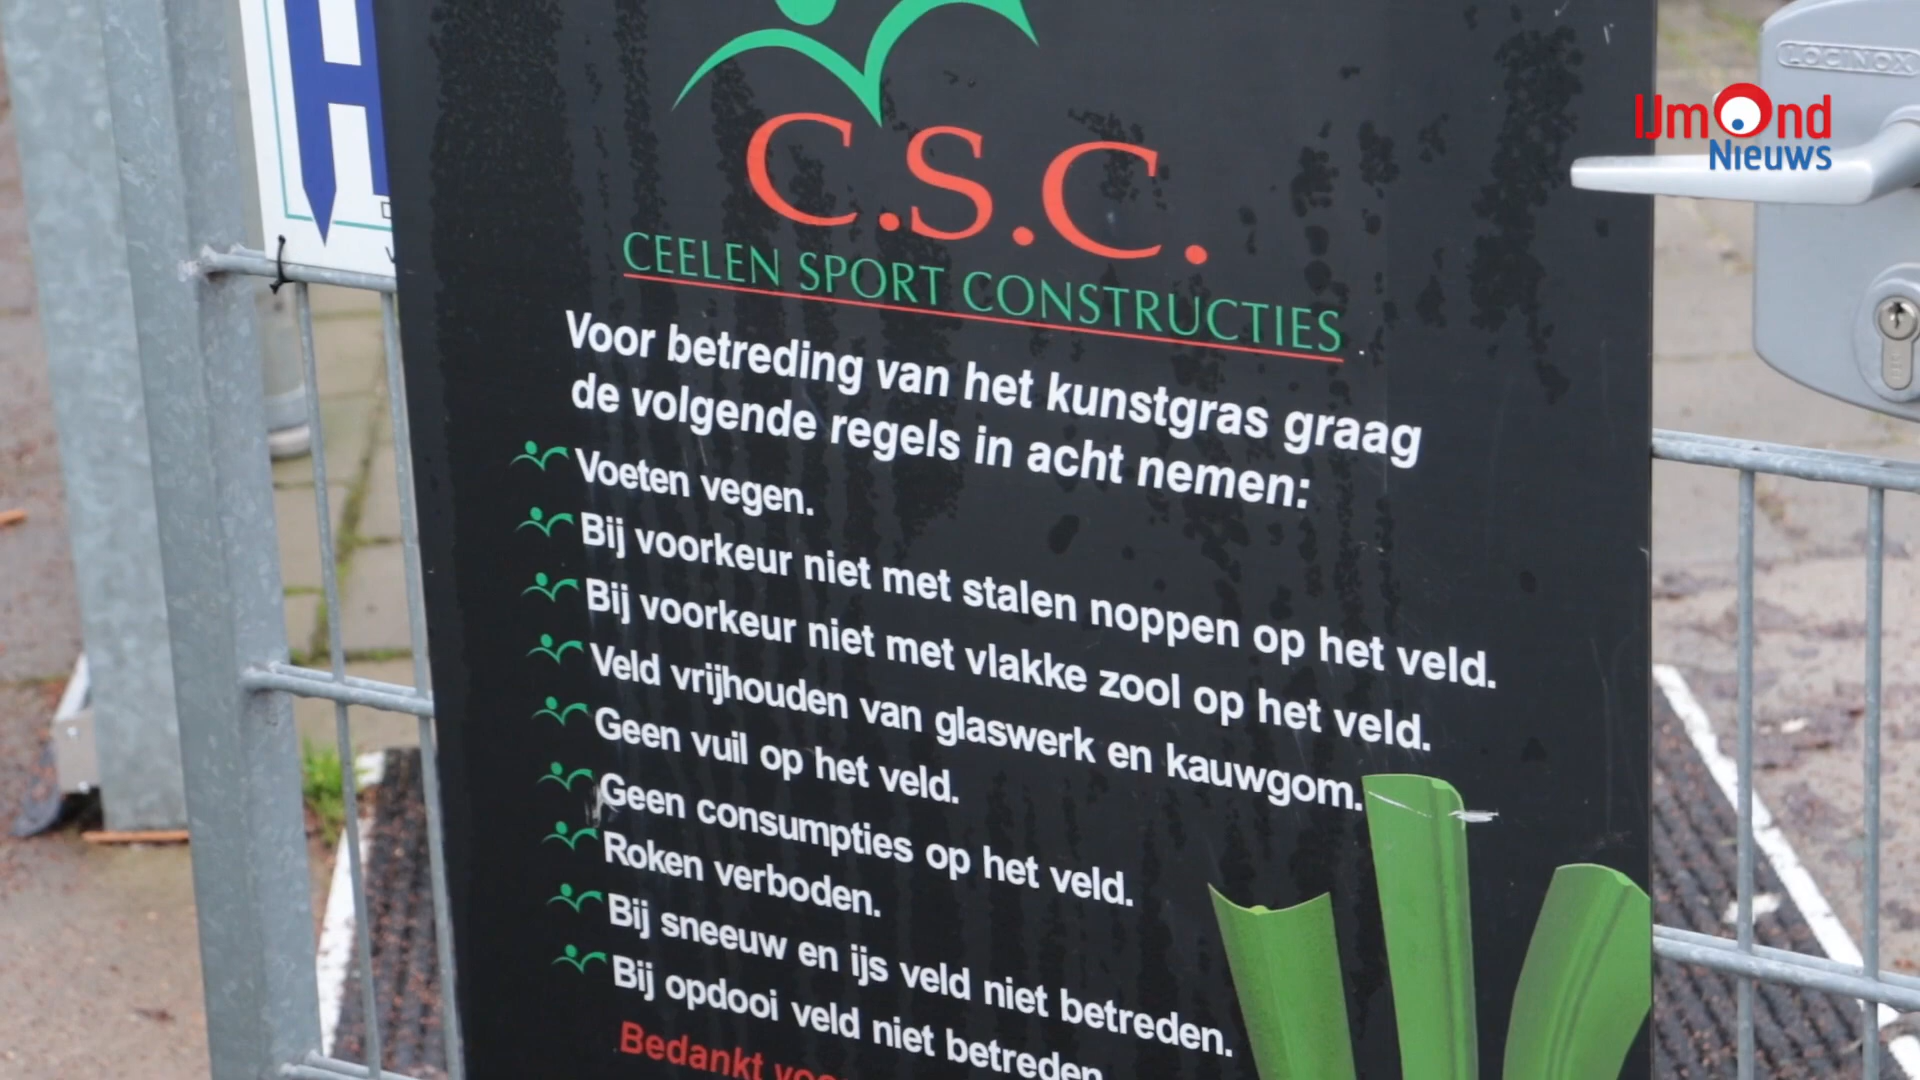 H
LOCINOX
IJmOnd
Nieuws
C.S.C.
CEELEN SPORT CONSTRUCTIES
Voor betreding van het kunstgras graag
de volgende regels in acht nemen:
Voeten vegen.
Bij voorkeur niet met stalen noppen op het veld.
Bij voorkeur niet met vlakke zool op het veld.
Veld vrijhouden van glaswerk en kauwgom.
Geen vuil op het veld.
Geen consumpties op het veld.
Roken verboden.
Bij sneeuw en ijs veld niet betreden.
Bij opdooi veld niet betreden
Bedankt